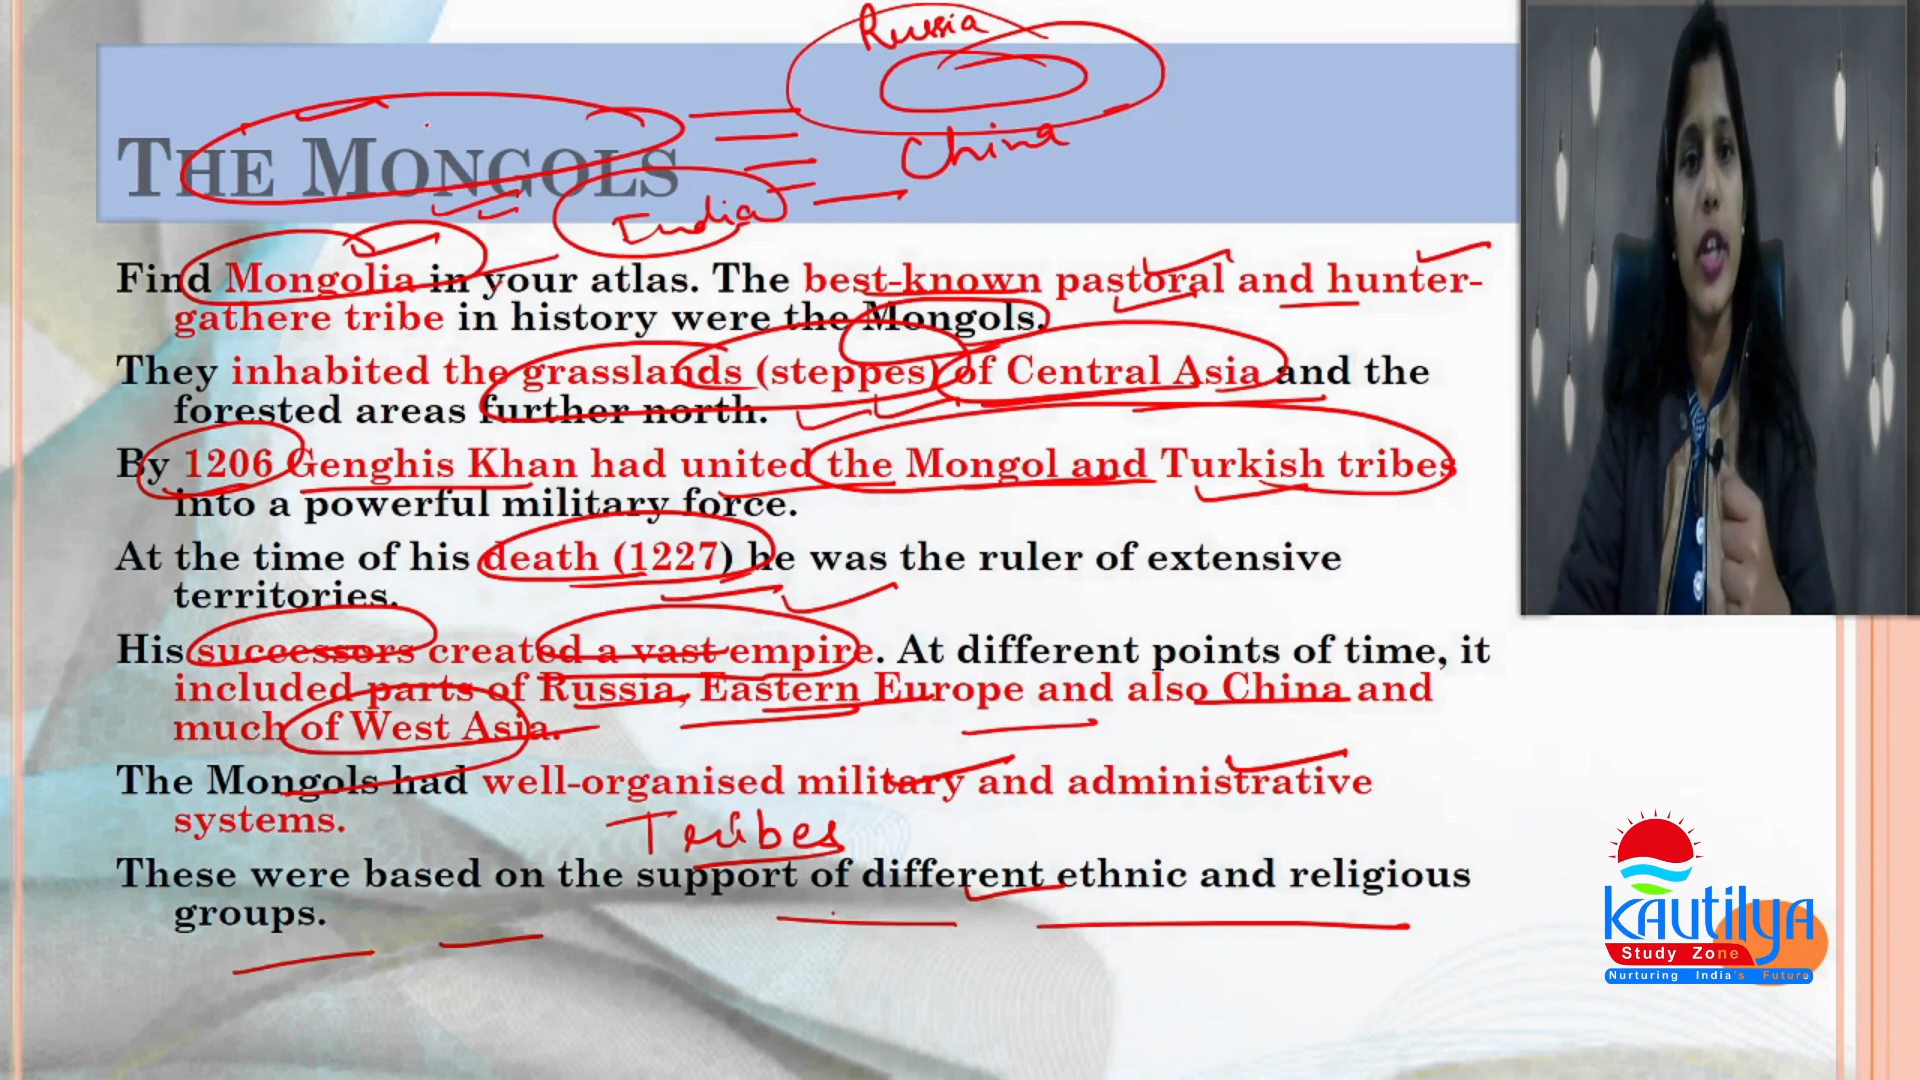 Russia
China
THE MONGOLS
India
Find Mongolia in your atlas. The best-known pastoral and hunter-
gathere tribe in history were the Mongols.
They inhabited the grasslands (steppes) of Central Asia and the
forested areas further north.
By 1206 Genghis Khan had united the Mongol and Turkish tribes
into a powerful military force.
At the time of his death (1227) he was the ruler of extensive
territories.
His successors created a vast empire. At different points of time, it
included parts of Russia, Eastern Europe and also China and
much of West Asia.
The Mongols had well-organised military and administrative
systems.
Tribes
These were based on the support of different ethnic and religious
groups.
Kautilya
Study Zone
Nurturing India's Future